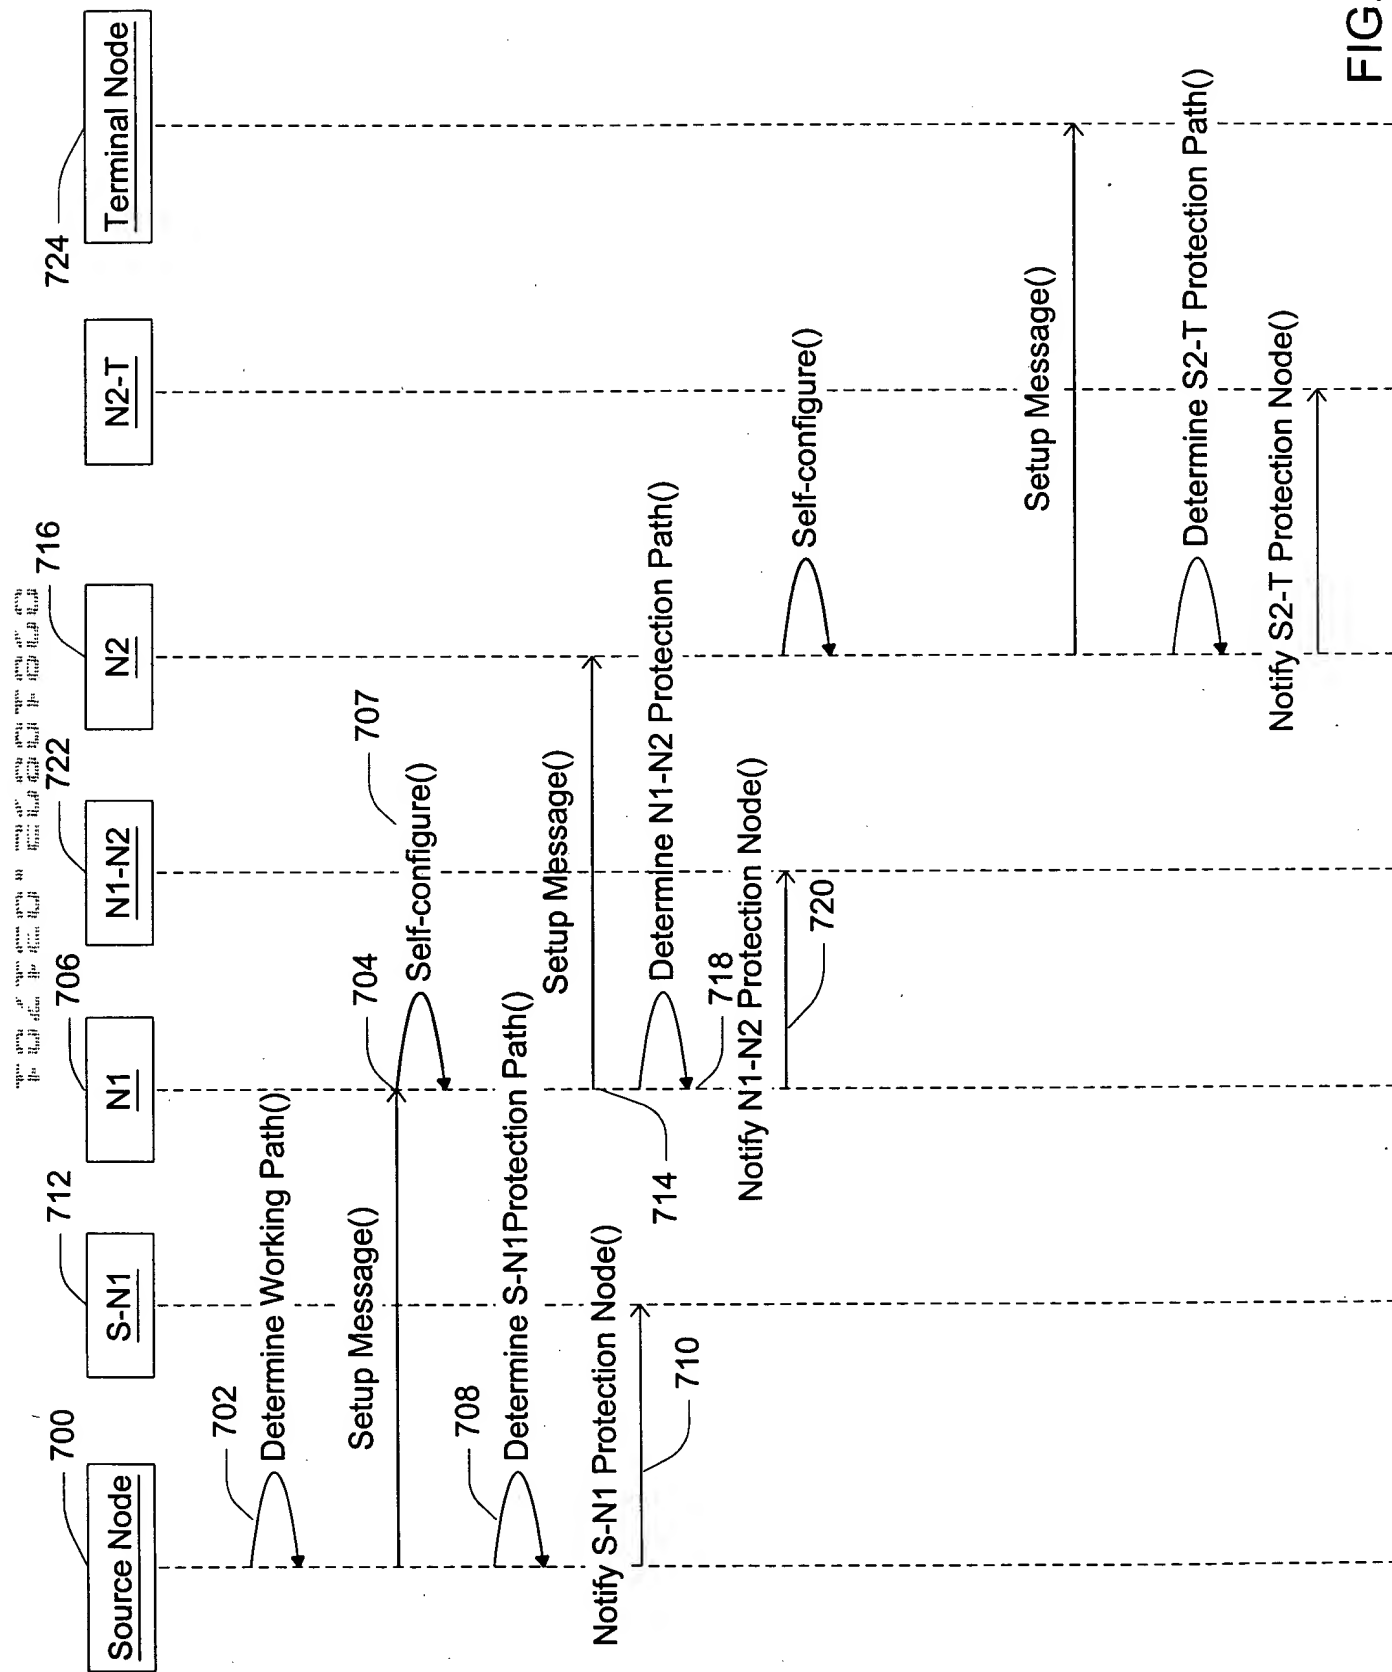 700
712
706
722
716
724
Source Node
S-N1
N1
N1-N2
N2
N2-T
Terminal Node
702
Determine Working Path()
Setup Message()
704
Self-configure()
707
708
Determine S-N1Protection Path()
Notify S-N1 Protection Node()
710
Setup Message()
714
Determine N1-N2 Protection Path()
718
Notify N1-N2 Protection Node()
720
Self-configure()
Setup Message()
Determine S2-T Protection Path()
Notify S2-T Protection Node()
FIG.